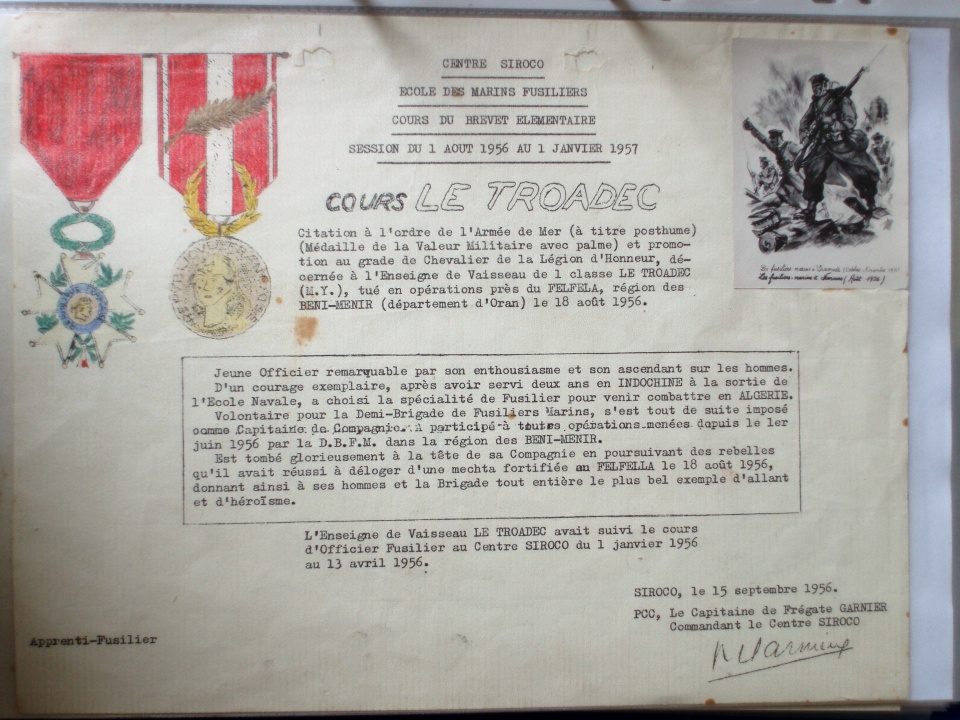 CENTRE SIROCO
ECOLE DES MARINS FUSILIERS
COURS DU BREVET ELEMENTAIRE
SESSION DU 1 AOUT 1956 AU 1 JANVIER 1957
COURS LE TROADEC
Citation à l'ordre de l'Armée de Mer (à titre posthume)
(Médaille de la Valeur Militaire avec palme) et promo-
tion au grade de Chevalier de la Légion d'Honneur, dé-
cernée à l'Enseigne de Vaisseau de 1 classe LE TROADEC
(M.Y.), tué en opérations près du FELFELA, région des
BENI-MENIR (département d'Oran) le 18 août 1956.
Jeune Officier remarquable par son enthousiasme et son ascendant sur les hommes.
D'un courage exemplaire, après avoir servi deux ans en INDOCHINE à la sortie de
l'Ecole Navale, a choisi la spécialité de Fusilier pour venir combattre en ALGERIE.
Volontaire pour la Demi-Brigade de Fusiliers Marins, s'est tout de suite imposé
comme Capitaine de Compagnie. A participé à toutes opérations menées depuis le 1er
juin 1956 par la D.B.F.M. dans la région des BENI-MENIR.
Est tombé glorieusement à la tête de sa Compagnie en poursuivant des rebelles
qu'il avait réussi à déloger d'une mechta fortifiée au FELFELLA le 18 août 1956,
donnant ainsi à ses hommes et la Brigade tout entière le plus bel exemple d'allant
et d'héroïsme.
L'Enseigne de Vaisseau LE TROADEC avait suivi le cours
d'Officier Fusilier au Centre SIROCO du 1 janvier 1956
au 13 avril 1956.
SIROCO, le 15 septembre 1956.
PCC, Le Capitaine de Frégate GARNIER
Commandant le Centre SIROCO
Apprenti-Fusilier